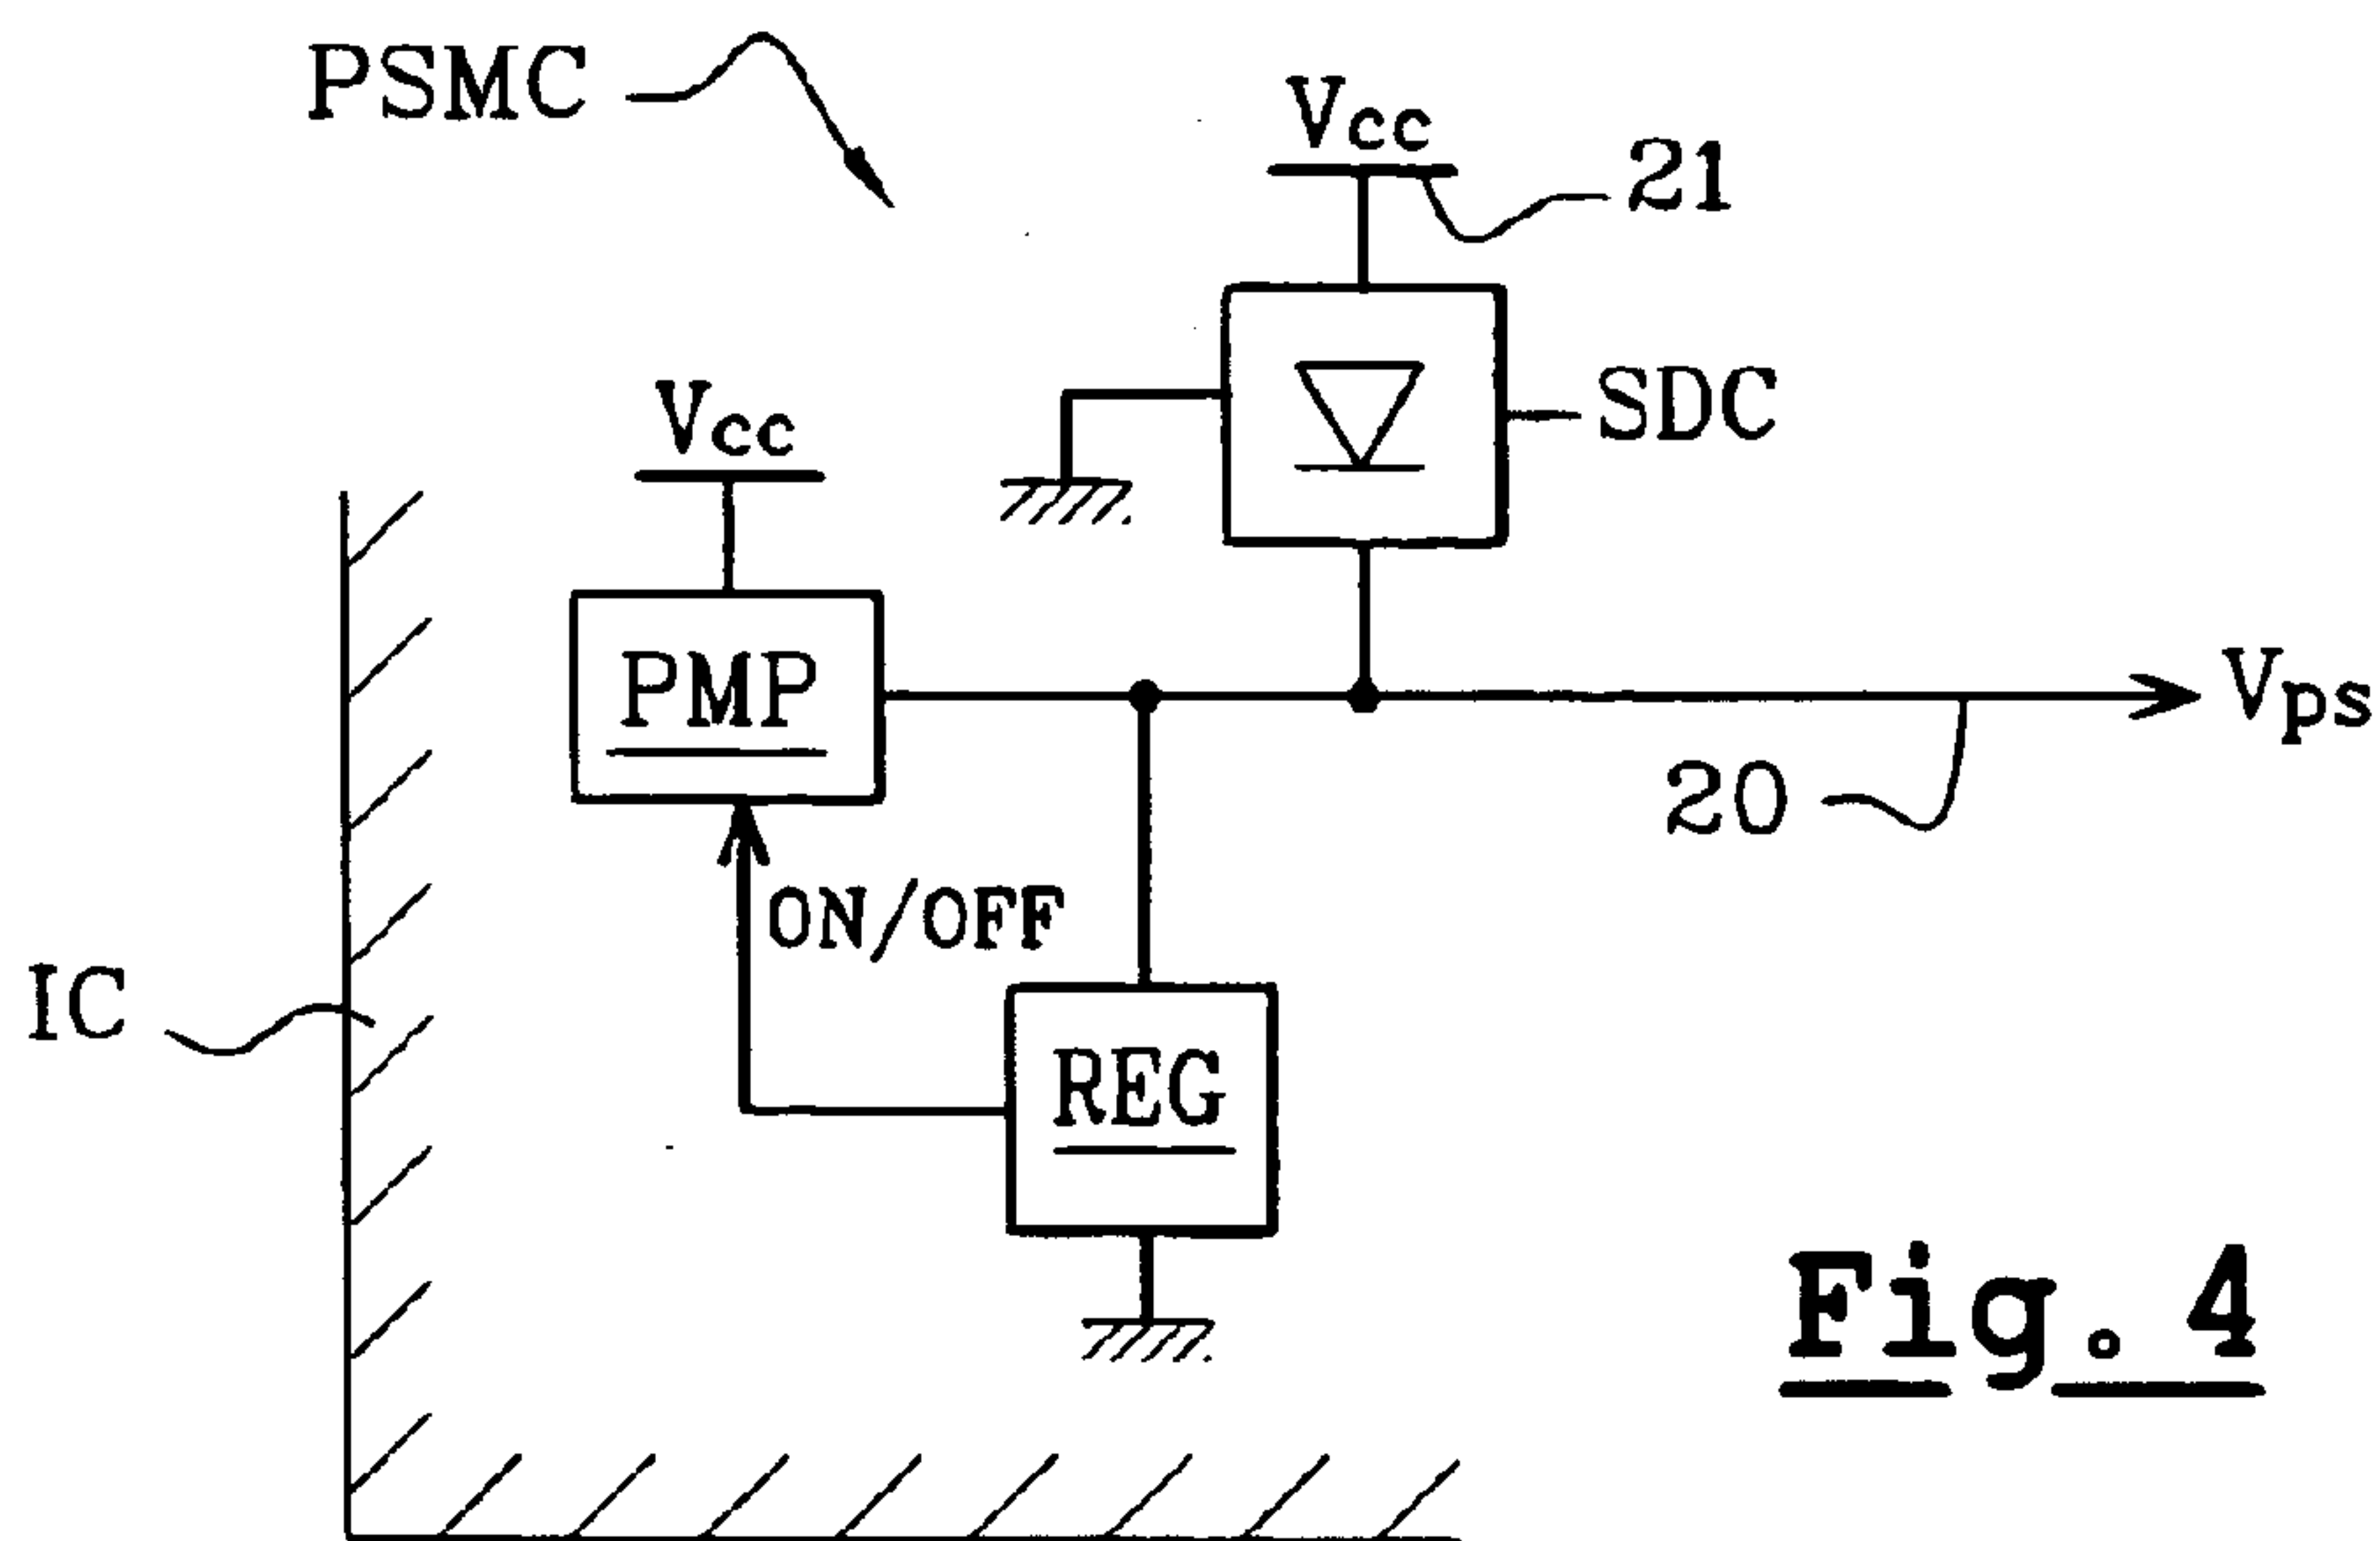 PSMC
Vcc
21
SDC
Vcc
PMP
Vps
20
ON/OFF
IC
REG
Fig. 4